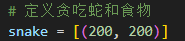 # 定义贪吃蛇和食物
snake = [(200, 200)]